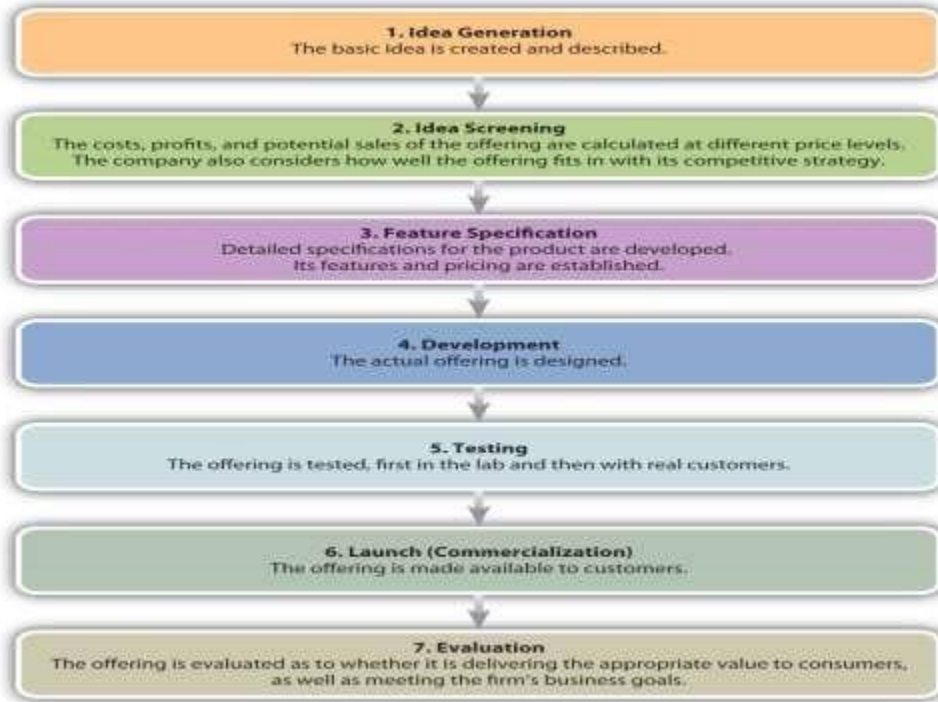 1. Idea Generation
The basic idea is created and described.
2. Idea Screening
The costs, profits, and potential sales of the offering are calculated at different price levels.
The company also considers how well the offering fits in with its competitive strategy.
3. Feature Specification
Detailed specifications for the product are developed.
Its features and pricing are established.
4. Development
The actual offering is designed.
5. Testing
The offering is tested, first in the lab and then with real customers.
6. Launch (Commercialization)
The offering is made available to customers.
7. Evaluation
The offering is evaluated as to whether it is delivering the appropriate value to consumers,
as well as meeting the firm's business goals.